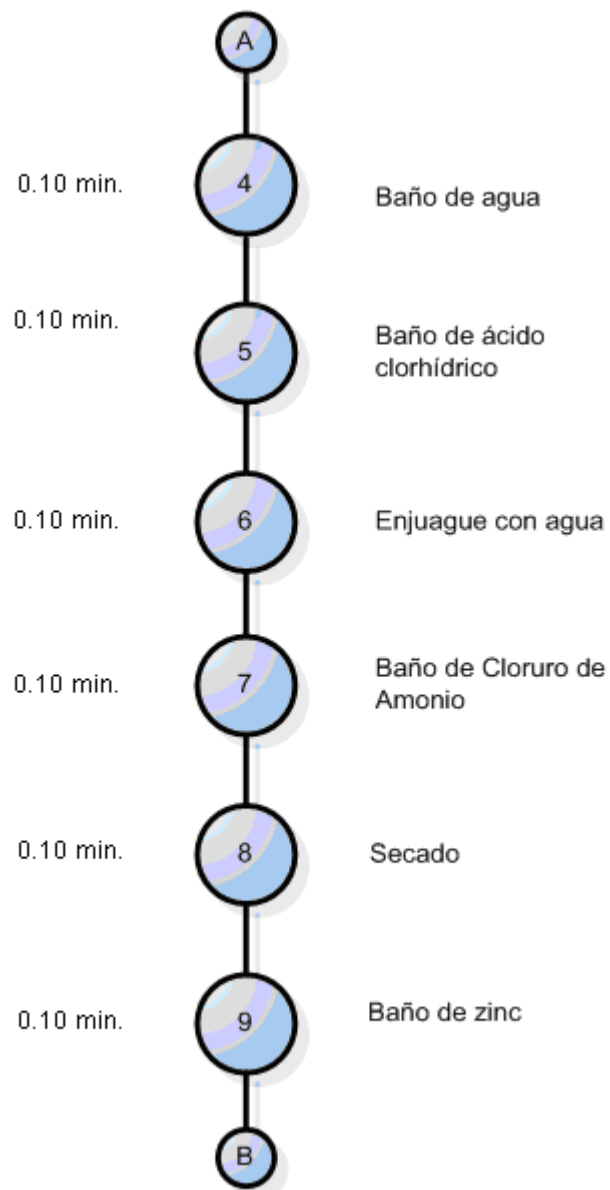 A
0.10 min.
4
Baño de agua
0.10 min.
5
Baño de ácido
clorhídrico
0.10 min.
6
Enjuague con agua
0.10 min.
7
Baño de Cloruro de
Amonio
0.10 min.
8
Secado
0.10 min.
9
Baño de zinc
B